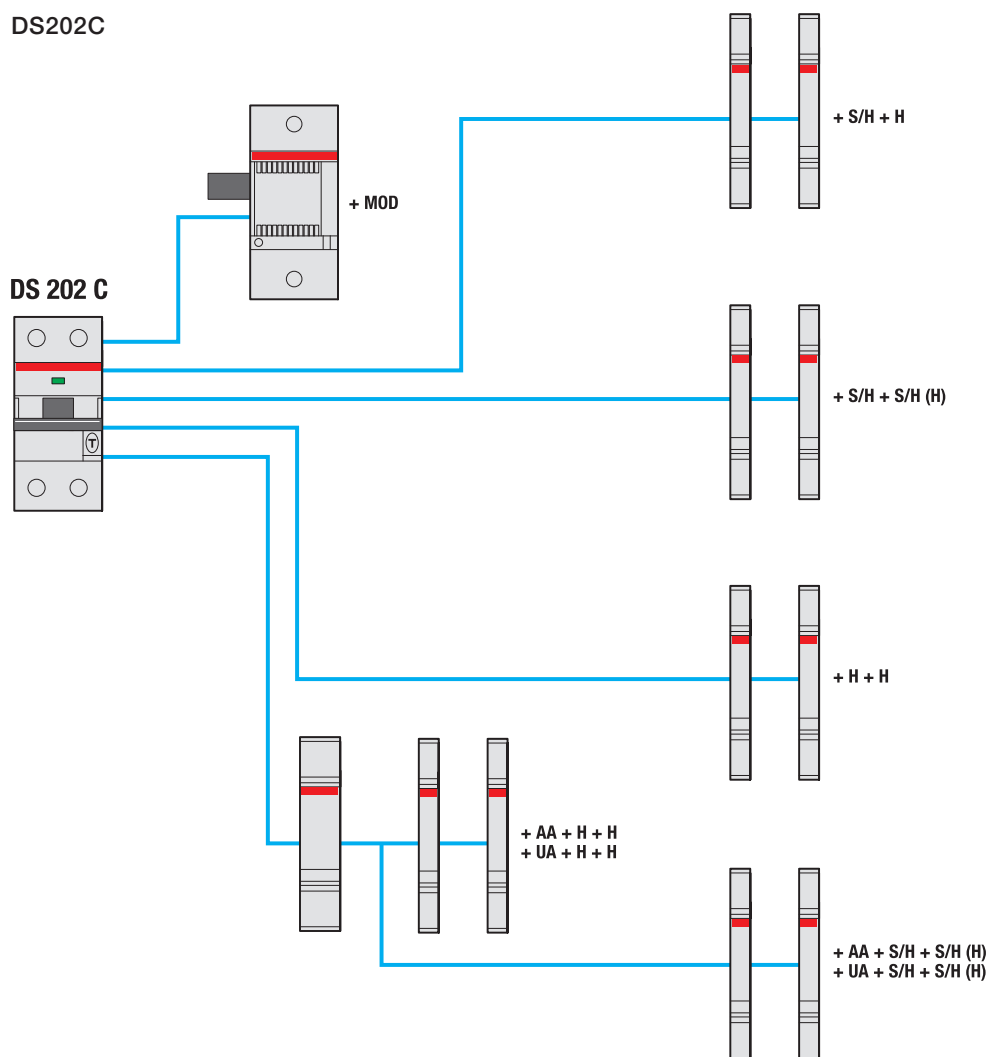 DS202C
+ S/H + H
+ MOD
DS 202 C
+ S/H + S/H (H)
T
+ H + H
+ AA + H + H
+ UA + H + H
+ AA + S/H + S/H (H)
+ UA + S/H + S/H (H)